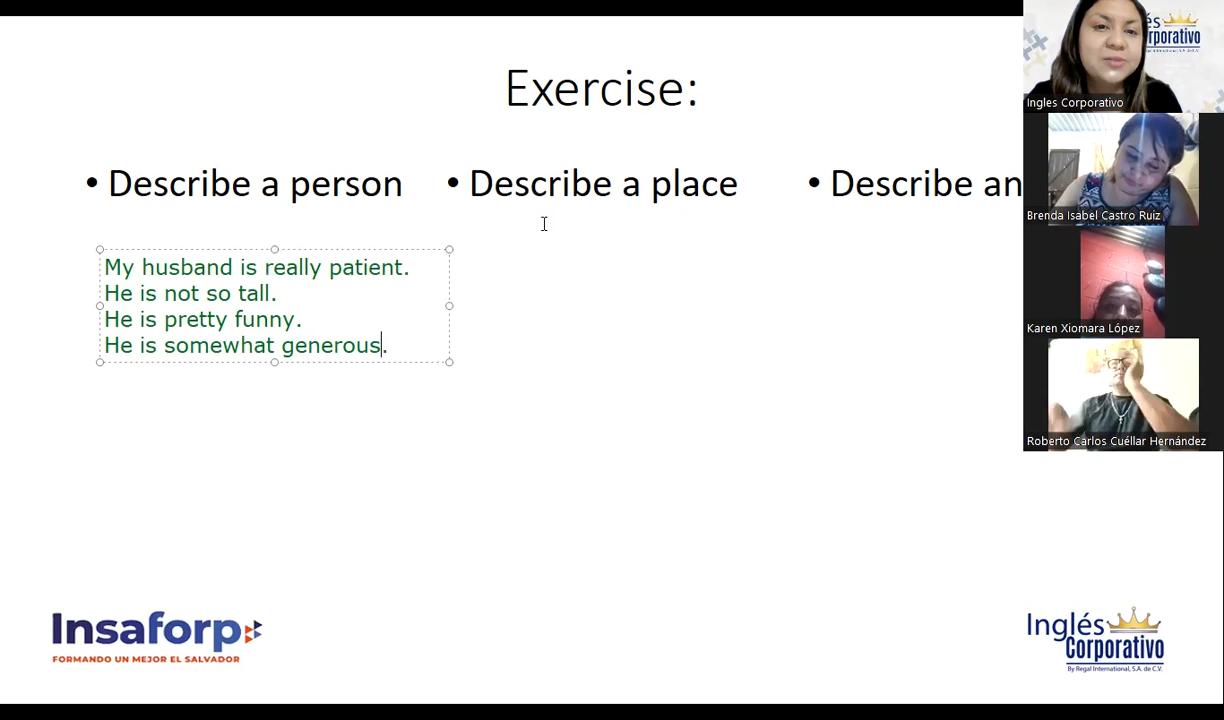 Exercise:
• Describe a person
• Describe a place
• Describe an
My husband is really patient.
He is not so tall.
He is pretty funny.
He is somewhat generous.
Insaforp
FORMANDO UN MEJOR EL SALVADOR
Inglés
Corporativo
By Regal International, S.A. de C.V.
és
rporativo
Ingles Corporativo
Brenda Isabel Castro Ruiz
Karen Xiomara López
Roberto Carlos Cuéllar Hernández